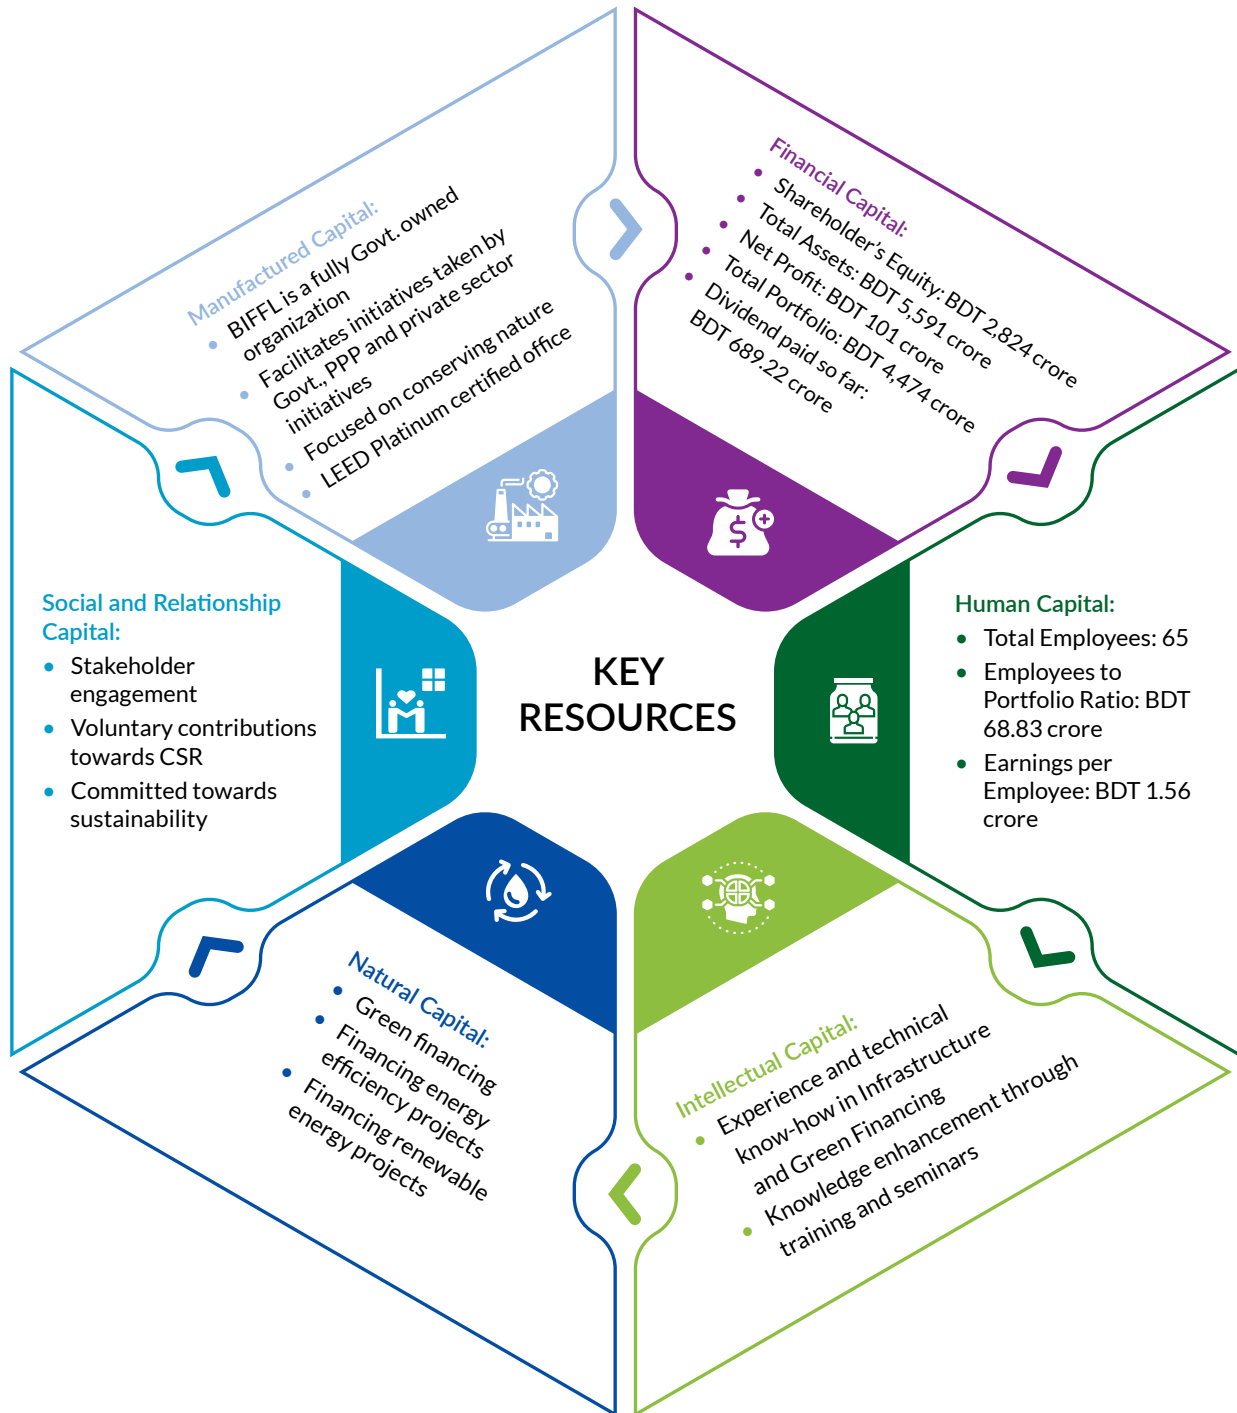 KEY
RESOURCES
Manufactured Capital:
• BIFFL is a fully Govt. owned
organization
• Facilitates initiatives taken by
Govt., PPP and private sector
initiatives
• Focused on conserving nature
• LEED Platinum certified office
Financial Capital:
• Shareholder’s Equity: BDT 2,824 crore
• Total Assets: BDT 5,591 crore
• Net Profit: BDT 101 crore
• Total Portfolio: BDT 4,474 crore
• Dividend paid so far:
BDT 689.22 crore
Human Capital:
• Total Employees: 65
• Employees to
Portfolio Ratio: BDT
68.83 crore
• Earnings per
Employee: BDT 1.56
crore
Intellectual Capital:
• Experience and technical
know-how in Infrastructure
and Green Financing
• Knowledge enhancement through
training and seminars
Natural Capital:
• Green financing
• Financing energy
efficiency projects
• Financing renewable
energy projects
Social and Relationship
Capital:
• Stakeholder
engagement
• Voluntary contributions
towards CSR
• Committed towards
sustainability